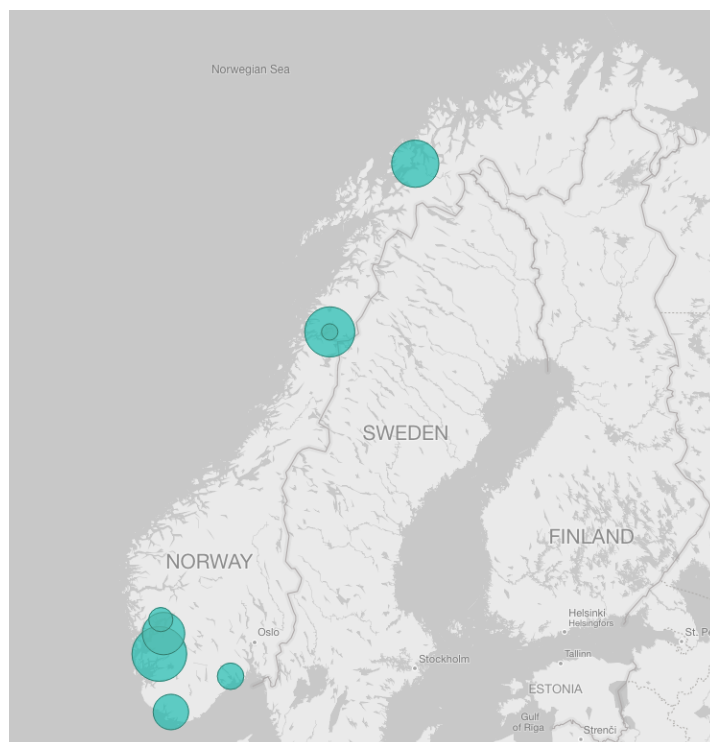 Norwegian Sea
SWEDEN
FINLAND
NORWAY
Helsinki
Helsingfors
Oslo
St. Pe
Tallinn
Stockholm
ESTONIA
Gulf
of Riga
Strenči